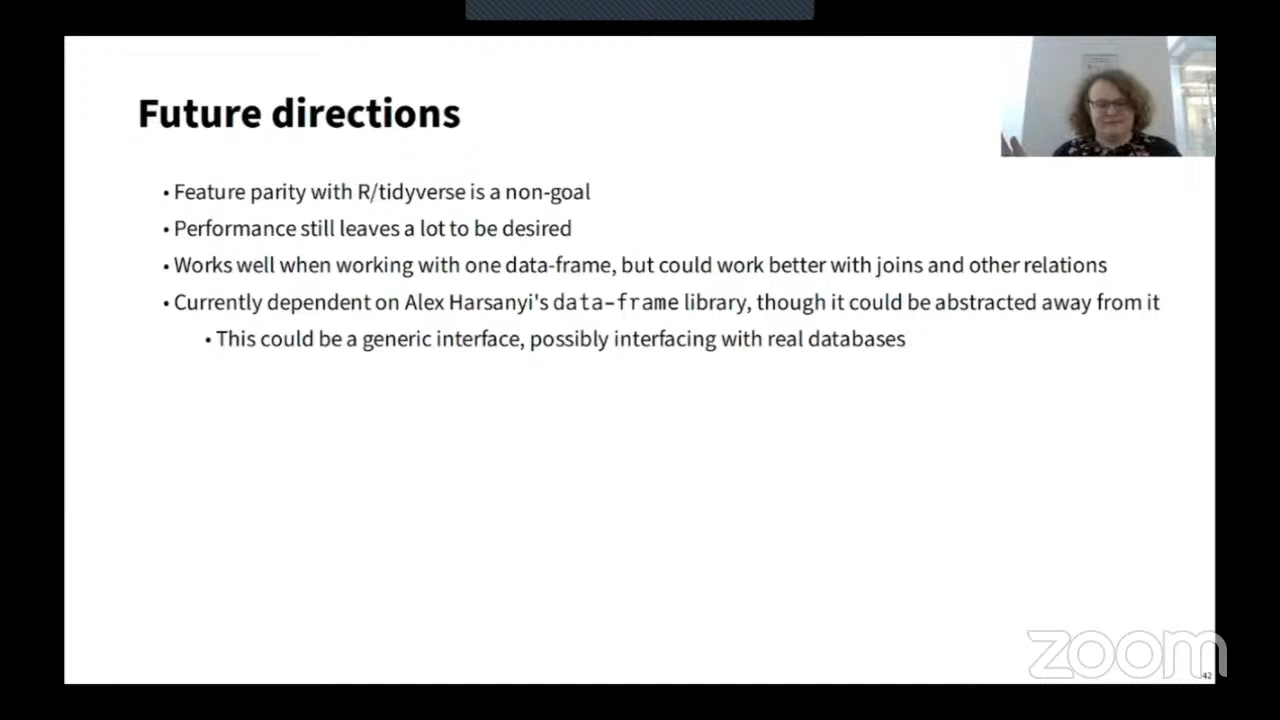 Future directions
• Feature parity with R/tidyverse is a non-goal
• Performance still leaves a lot to be desired
• Works well when working with one data-frame, but could work better with joins and other relations
• Currently dependent on Alex Harsanyi's data-frame library, though it could be abstracted away from it
• This could be a generic interface, possibly interfacing with real databases
zoom
42